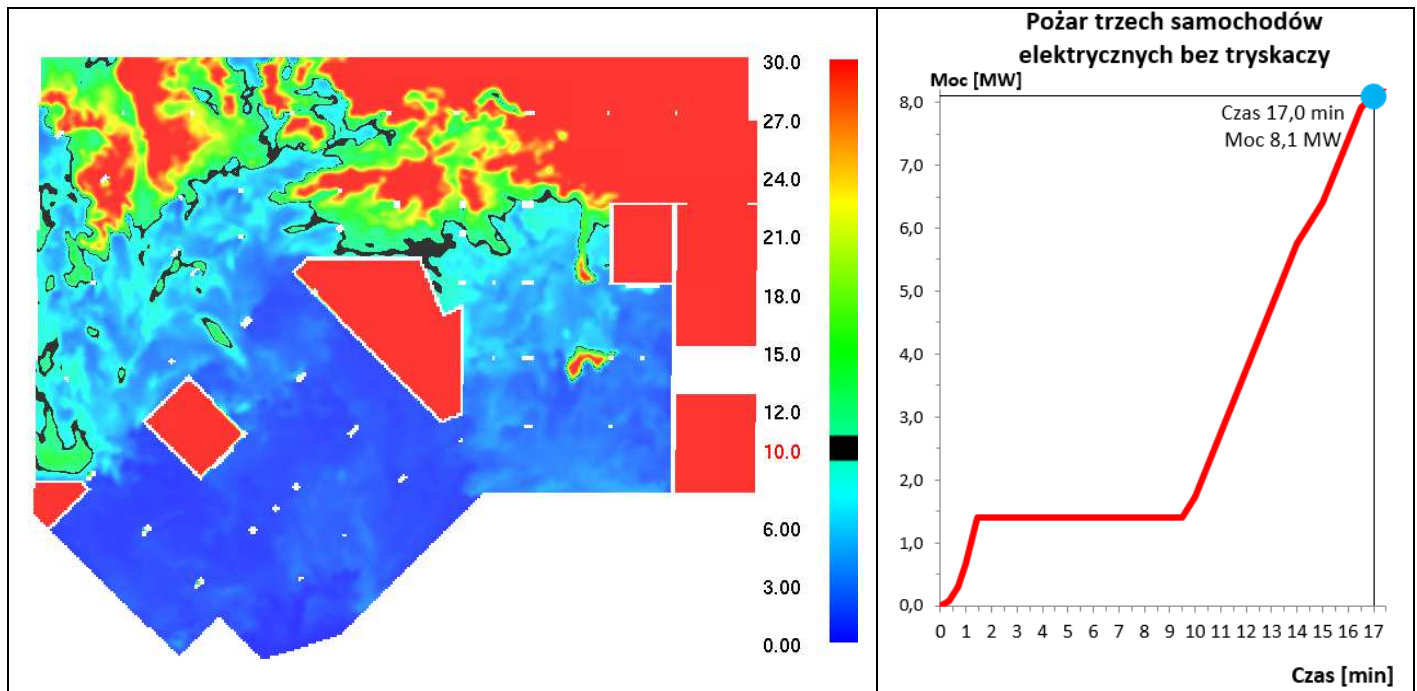 30.0
27.0
24.0
21.0
18.0
15.0
12.0
10.0
6.00
3.00
0.00
Pożar trzech samochodów
elektrycznych bez tryskaczy
Moc [MW]
8,0
Czas 17,0 min
Moc 8,1 MW
7,0
6,0
5,0
4,0
3,0
2,0
1,0
0,0
0 1 2 3 4 5 6 7 8 9 10 11 12 13 14 15 16 17
Czas [min]